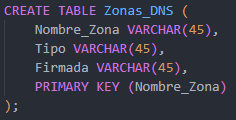 CREATE TABLE Zonas_DNS (
    Nombre_Zona VARCHAR(45),
    Tipo VARCHAR(45),
    Firmada VARCHAR(45),
    PRIMARY KEY (Nombre_Zona)
);